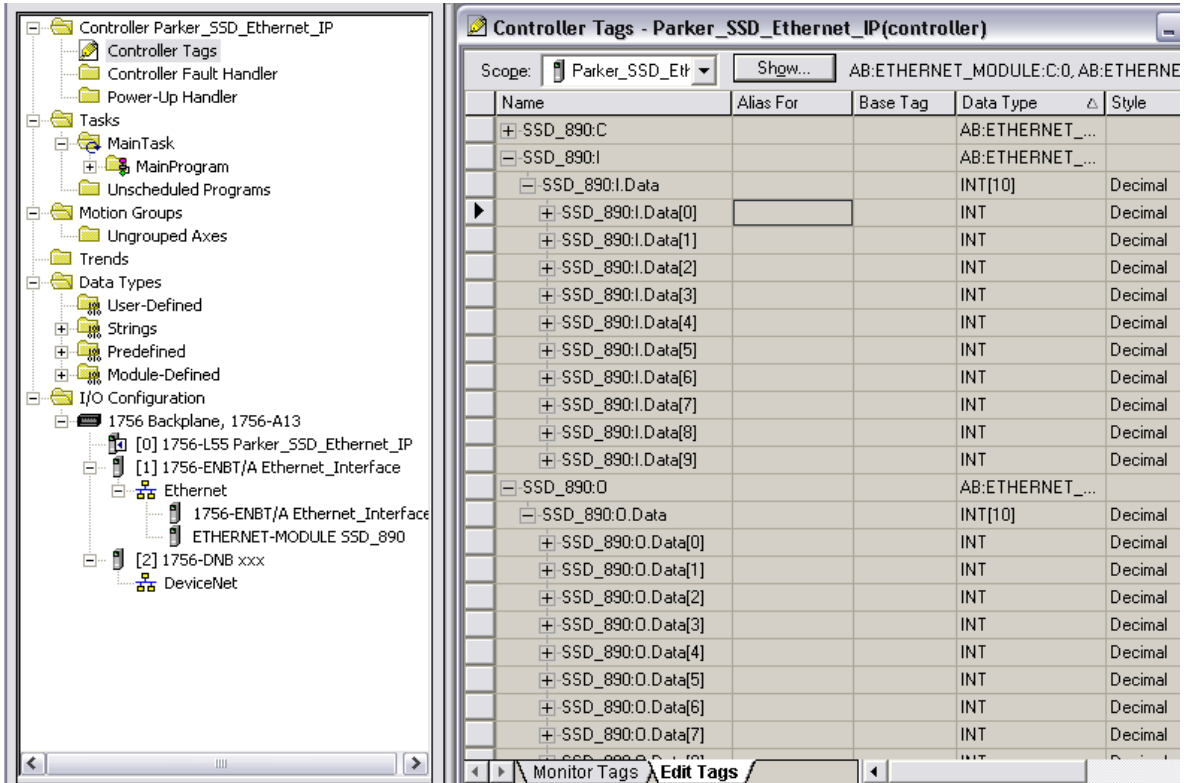 Controller Parker_SSD_Ethernet_IP
Controller Tags
Controller Fault Handler
Power-Up Handler
Tasks
MainTask
MainProgram
Unscheduled Programs
Motion Groups
Ungrouped Axes
Trends
Data Types
User-Defined
Strings
Predefined
Module-Defined
I/O Configuration
1756 Backplane, 1756-A13
[0] 1756-L55 Parker_SSD_Ethernet_IP
[1] 1756-ENBT/A Ethernet_Interface
Ethernet
1756-ENBT/A Ethernet_Interface
ETHERNET-MODULE SSD_890
[2] 1756-DNB xxx
DeviceNet
Controller Tags - Parker_SSD_Ethernet_IP(controller)
Scope: Parker_SSD_Eth Show... AB:ETHERNET_MODULE:C:0, AB:ETHERNE
Name Alias For Base Tag Data Type Style
SSD_890:C AB:ETHERNET_...
SSD_890:I AB:ETHERNET_...
SSD_890:I.Data INT[10] Decimal
SSD_890:I.Data[0] INT Decimal
SSD_890:I.Data[1] INT Decimal
SSD_890:I.Data[2] INT Decimal
SSD_890:I.Data[3] INT Decimal
SSD_890:I.Data[4] INT Decimal
SSD_890:I.Data[5] INT Decimal
SSD_890:I.Data[6] INT Decimal
SSD_890:I.Data[7] INT Decimal
SSD_890:I.Data[8] INT Decimal
SSD_890:I.Data[9] INT Decimal
SSD_890:O AB:ETHERNET_...
SSD_890:O.Data INT[10] Decimal
SSD_890:O.Data[0] INT Decimal
SSD_890:O.Data[1] INT Decimal
SSD_890:O.Data[2] INT Decimal
SSD_890:O.Data[3] INT Decimal
SSD_890:O.Data[4] INT Decimal
SSD_890:O.Data[5] INT Decimal
SSD_890:O.Data[6] INT Decimal
SSD_890:O.Data[7] INT Decimal
Monitor Tags Edit Tags